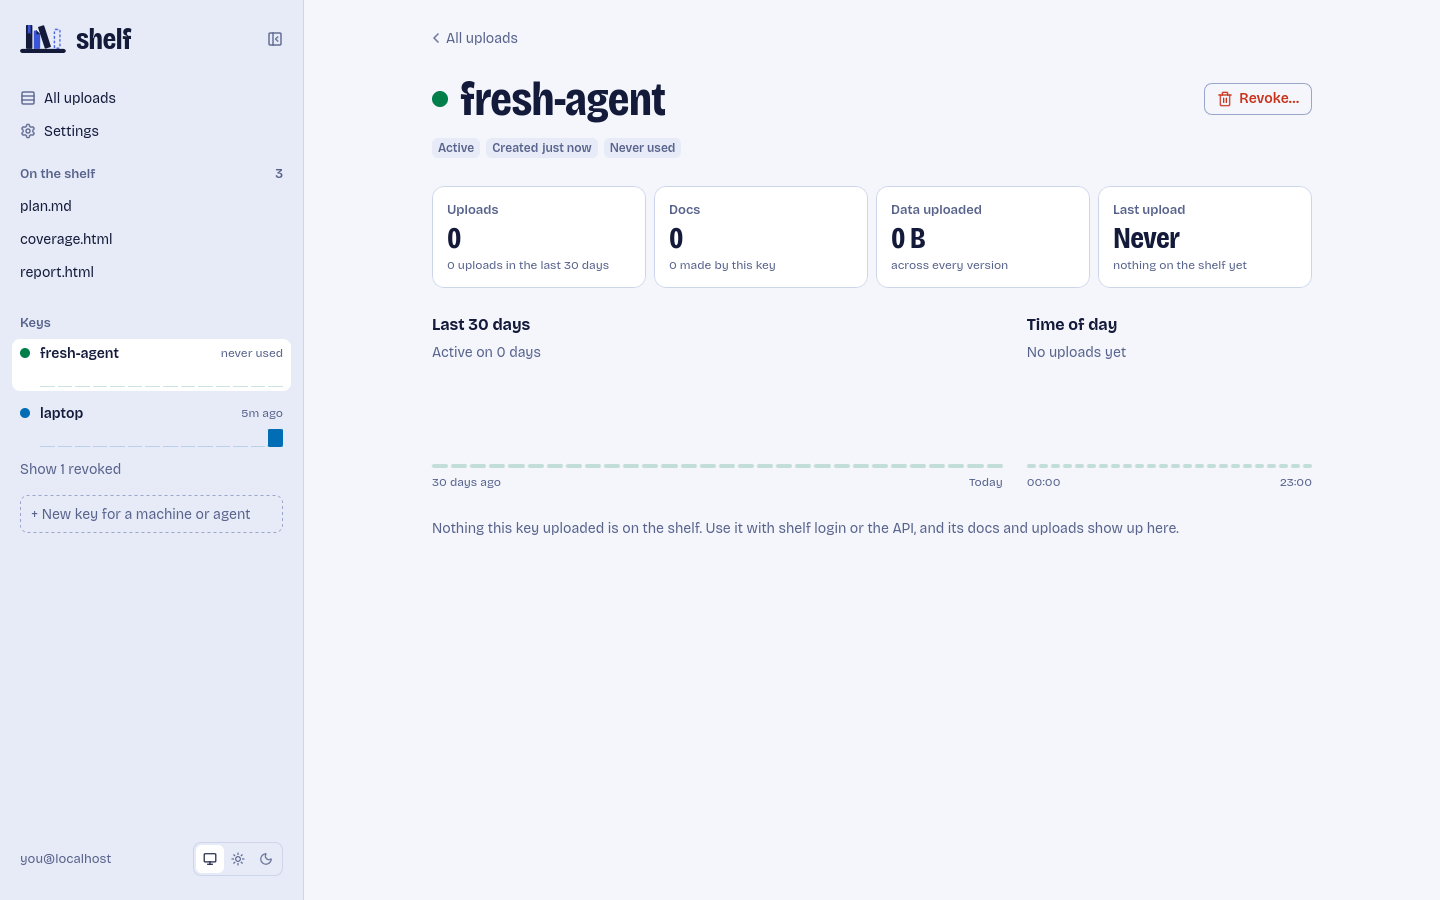 shelf
All uploads
Settings
On the shelf 3
plan.md
coverage.html
report.html
Keys
fresh-agent never used
laptop 5m ago
Show 1 revoked
+ New key for a machine or agent
you@localhost
All uploads
fresh-agent
Revoke...
Active Created just now Never used
Uploads
0
0 uploads in the last 30 days
Docs
0
0 made by this key
Data uploaded
0 B
across every version
Last upload
Never
nothing on the shelf yet
Last 30 days
Active on 0 days
30 days ago Today
Time of day
No uploads yet
00:00 23:00
Nothing this key uploaded is on the shelf. Use it with shelf login or the API, and its docs and uploads show up here.